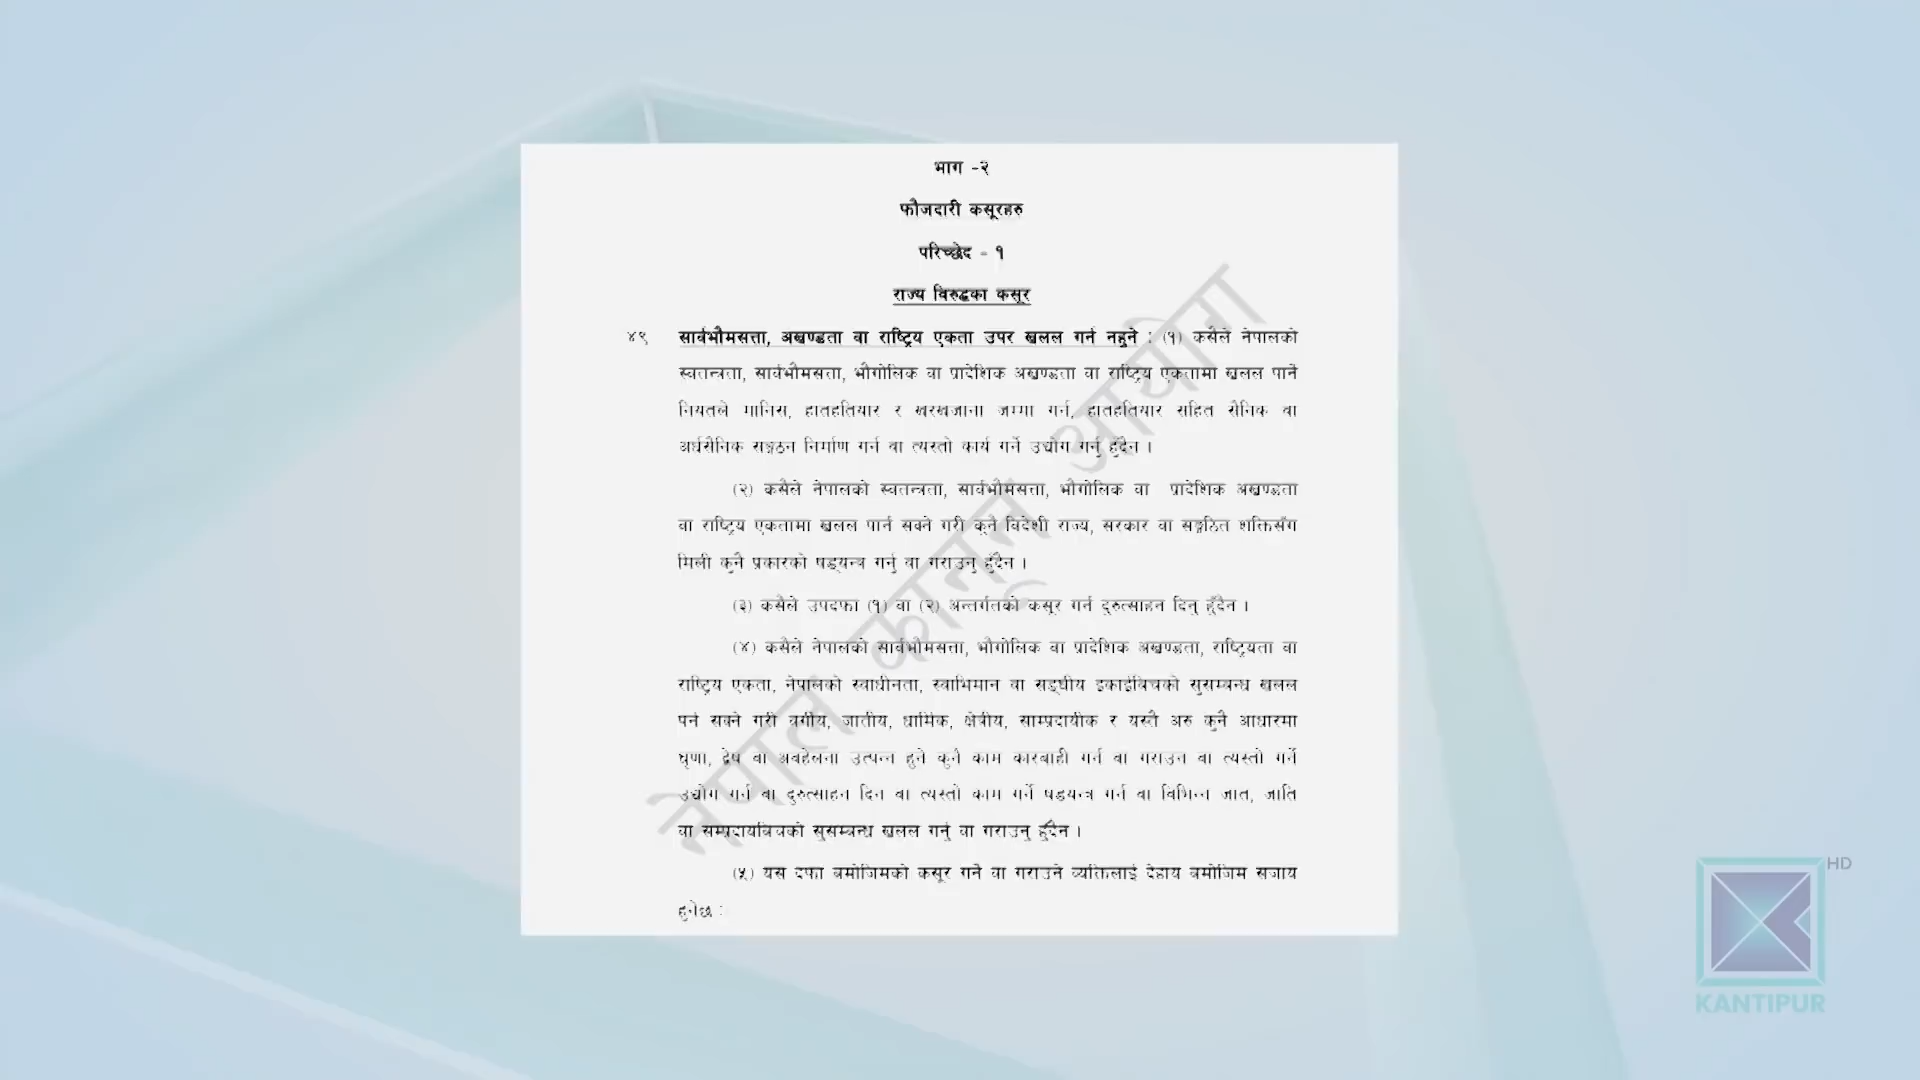 भाग -२
फौजदारी कसूरहरु
परिच्छेद - १
राज्य विरुद्धका कसूर
४९ सार्वभौमसत्ता, अखण्डता वा राष्ट्रिय एकता उपर खलल गर्न नहुने : (१) कसैले नेपालको
स्वतन्त्रता, सार्वभौमसत्ता, भौगोलिक वा प्रादेशिक अखण्डता वा राष्ट्रिय एकतामा खलल पार्ने
नियतले मानिस, हातहतियार र खरखजाना जम्मा गर्न, हातहतियार सहित सैनिक वा
अर्धसैनिक सङ्गठन निर्माण गर्न वा त्यस्तो कार्य गर्ने उद्योग गर्नु हुँदैन ।
(२) कसैले नेपालको स्वतन्त्रता, सार्वभौमसत्ता, भौगोलिक वा प्रादेशिक अखण्डता
वा राष्ट्रिय एकतामा खलल पार्न सक्ने गरी कुनै विदेशी राज्य, सरकार वा सङ्गठित शक्तिसँग
मिली कुनै प्रकारको षड्यन्त्र गर्नु वा गराउनु हुँदैन ।
(३) कसैले उपदफा (१) वा (२) अन्तर्गतको कसूर गर्न दुरुत्साहन दिनु हुँदैन ।
(४) कसैले नेपालको सार्वभौमसत्ता, भौगोलिक वा प्रादेशिक अखण्डता, राष्ट्रियता वा
राष्ट्रिय एकता, नेपालको स्वाधीनता, स्वाभिमान वा सङ्घीय इकाईबिचको सुसम्बन्ध खलल
पर्न सक्ने गरी वर्गीय, जातीय, धार्मिक, क्षेत्रीय, साम्प्रदायीक र यस्तै अरु कुनै आधारमा
घृणा, द्वेष वा अवहेलना उत्पन्न हुने कुनै काम कारबाही गर्न वा गराउन वा त्यस्तो गर्ने
उद्योग गर्न वा दुरुत्साहन दिन वा त्यस्तो काम गर्ने षडयन्त्र गर्न वा विभिन्न जात, जाति
वा सम्प्रदायबिचको सुसम्बन्ध खलल गर्नु वा गराउनु हुँदैन ।
(५) यस दफा बमोजिमको कसूर गर्ने वा गराउने व्यक्तिलाई देहाय बमोजिम सजाय
हुनेछ :
नेपाल कानून आयोग
HD
KANTIPUR